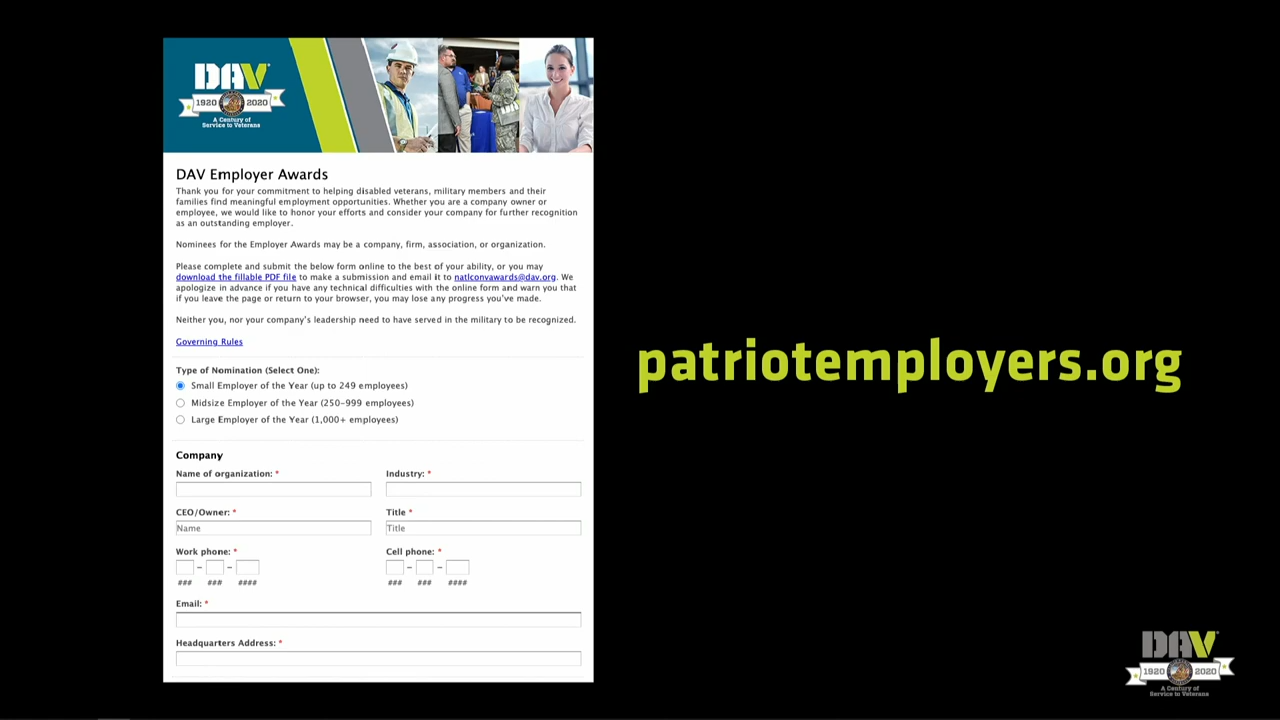 DAV
1920 2020
A Century of
Service to Veterans
DAV Employer Awards
Thank you for your commitment to helping disabled veterans, military members and their
families find meaningful employment opportunities. Whether you are a company owner or
employee, we would like to honor your efforts and consider your company for further recognition
as an outstanding employer.
Nominees for the Employer Awards may be a company, firm, association, or organization.
Please complete and submit the below form online to the best of your ability, or you may
download the fillable PDF file to make a submission and email it to natlconvawards@dav.org. We
apologize in advance if you have any technical difficulties with the online form and warn you that
if you leave the page or return to your browser, you may lose any progress you've made.
Neither you, nor your company's leadership need to have served in the military to be recognized.
Governing Rules
Type of Nomination (Select One):
Small Employer of the Year (up to 249 employees)
Midsize Employer of the Year (250-999 employees)
Large Employer of the Year (1,000+ employees)
Company
Name of organization: * Industry: *
CEO/Owner: * Title *
Name Title
Work phone: * Cell phone: *
- - - -
### ### #### ### ### ####
Email: *
Headquarters Address: *
patriotemployers.org
DAV
1920 2020
A Century of
Service to Veterans